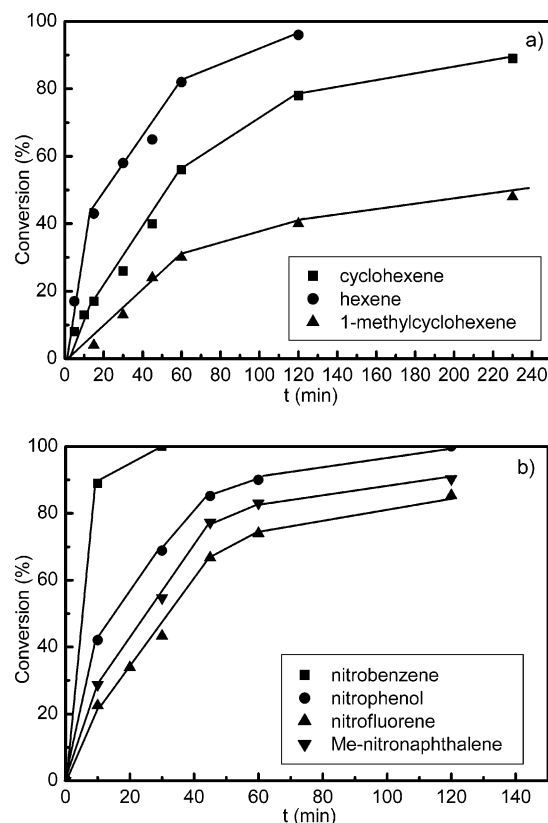 a)
100
80
60
40
20
0
Conversion (%)
cyclohexene
hexene
1-methylcyclohexene
0 20 40 60 80 100 120 140 160 180 200 220 240
t (min)
b)
100
80
60
40
20
0
Conversion (%)
nitrobenzene
nitrophenol
nitrofluorene
Me-nitronaphthalene
0 20 40 60 80 100 120 140
t (min)